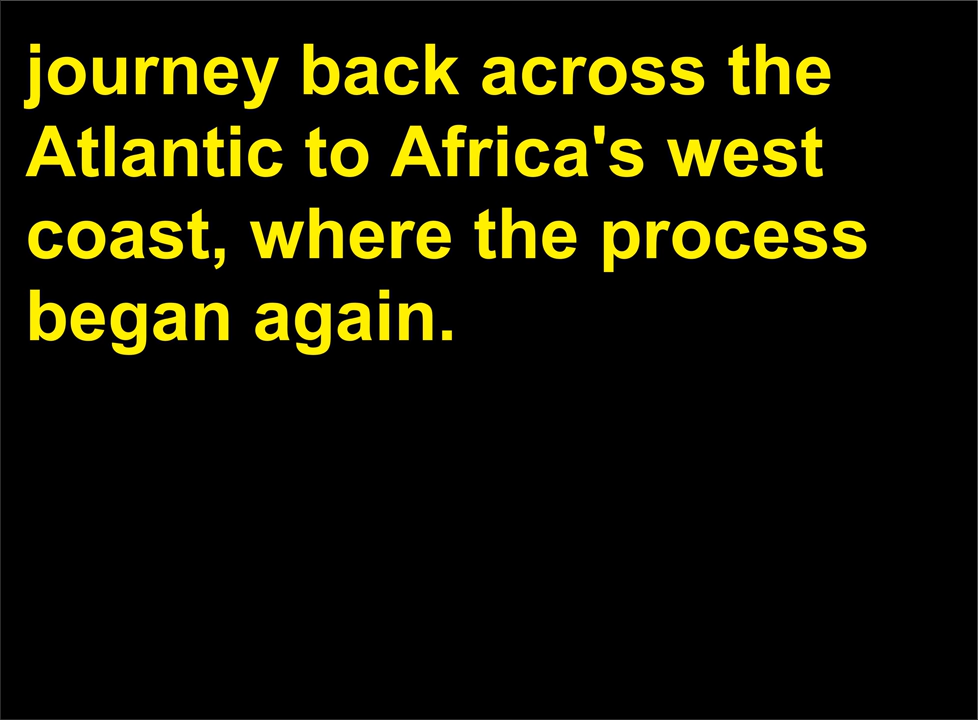 journey back across the
Atlantic to Africa's west
coast, where the process
began again.